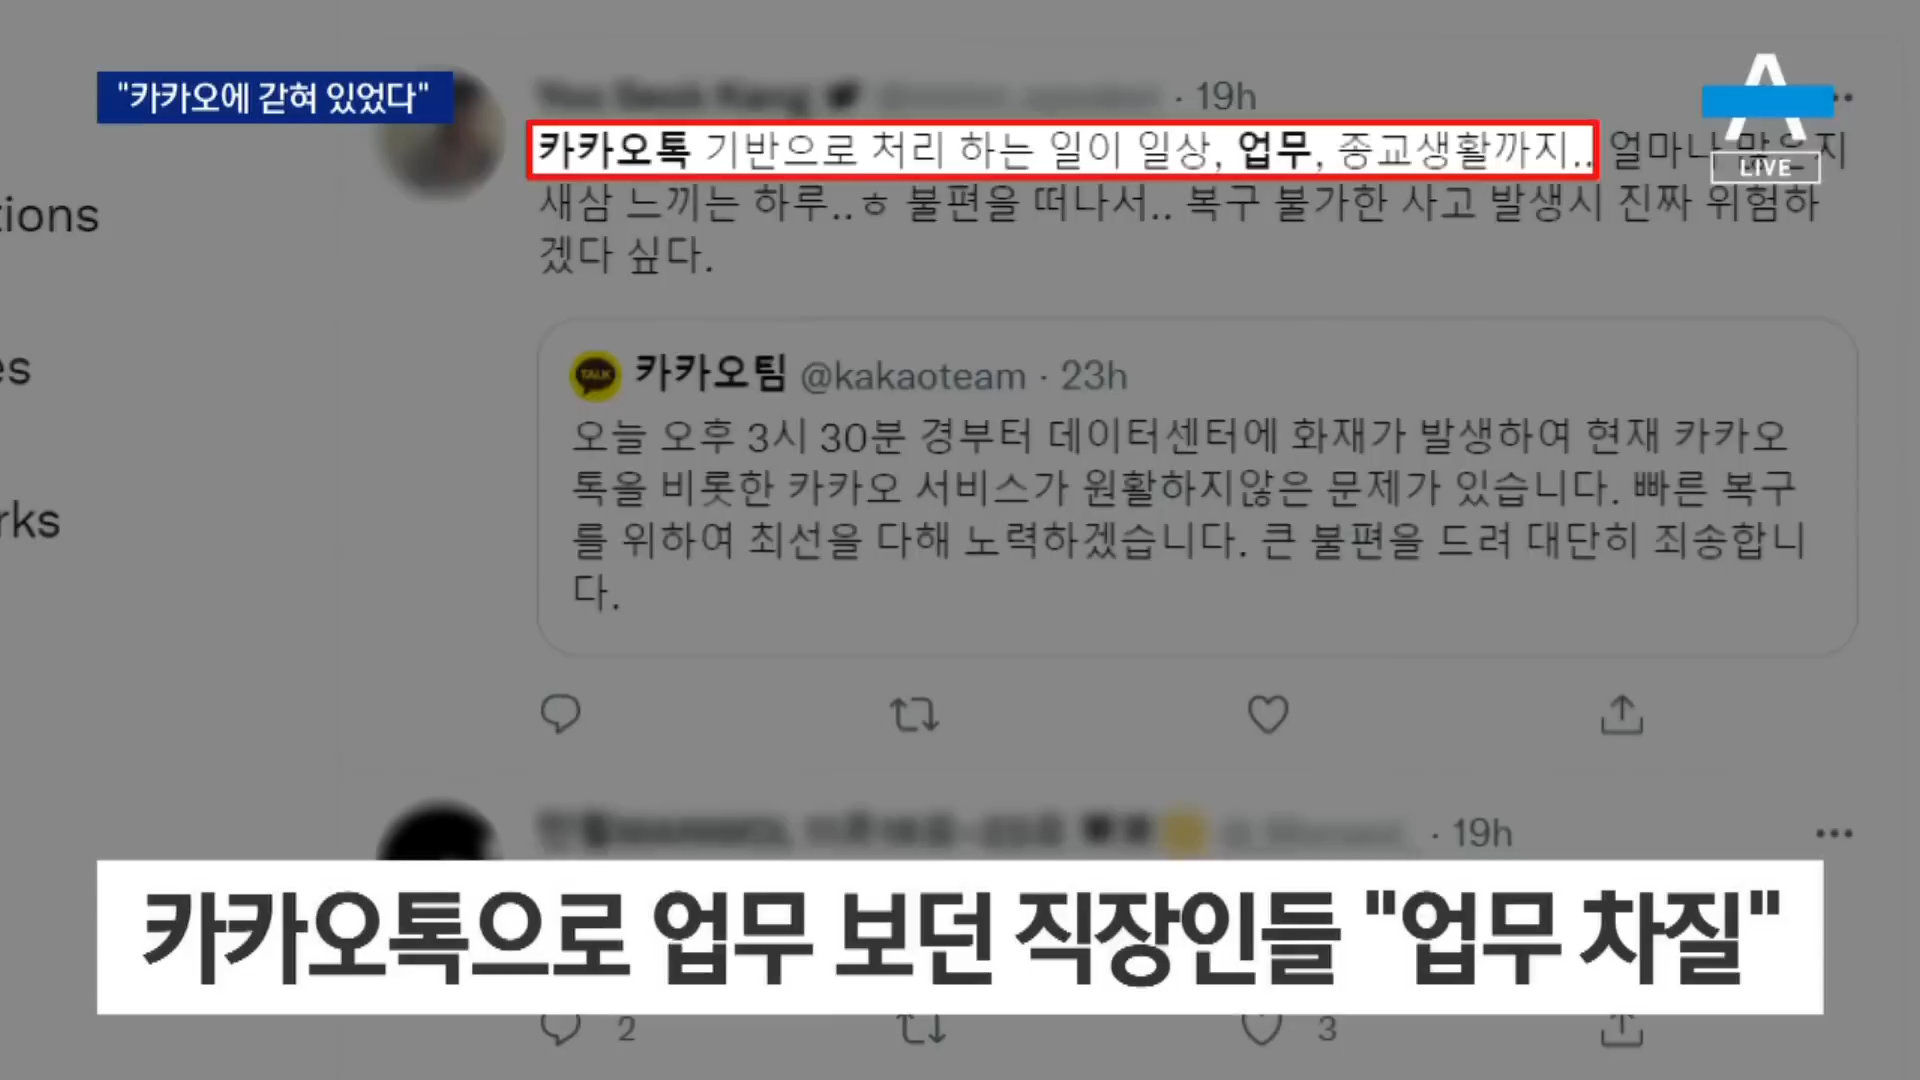 "카카오에 갇혀 있었다"
· 19h
카카오톡 기반으로 처리 하는 일이 일상, 업무, 종교생활까지.. 얼마나 많은지
LIVE
새삼 느끼는 하루..ㅎ 불편을 떠나서.. 복구 불가한 사고 발생시 진짜 위험하
겠다 싶다.
tions
es
rks
TALK 카카오팀 @kakaoteam · 23h
오늘 오후 3시 30분 경부터 데이터센터에 화재가 발생하여 현재 카카오
톡을 비롯한 카카오 서비스가 원활하지않은 문제가 있습니다. 빠른 복구
를 위하여 최선을 다해 노력하겠습니다. 큰 불편을 드려 대단히 죄송합니
다.
· 19h
카카오톡으로 업무 보던 직장인들 "업무 차질"
2
3